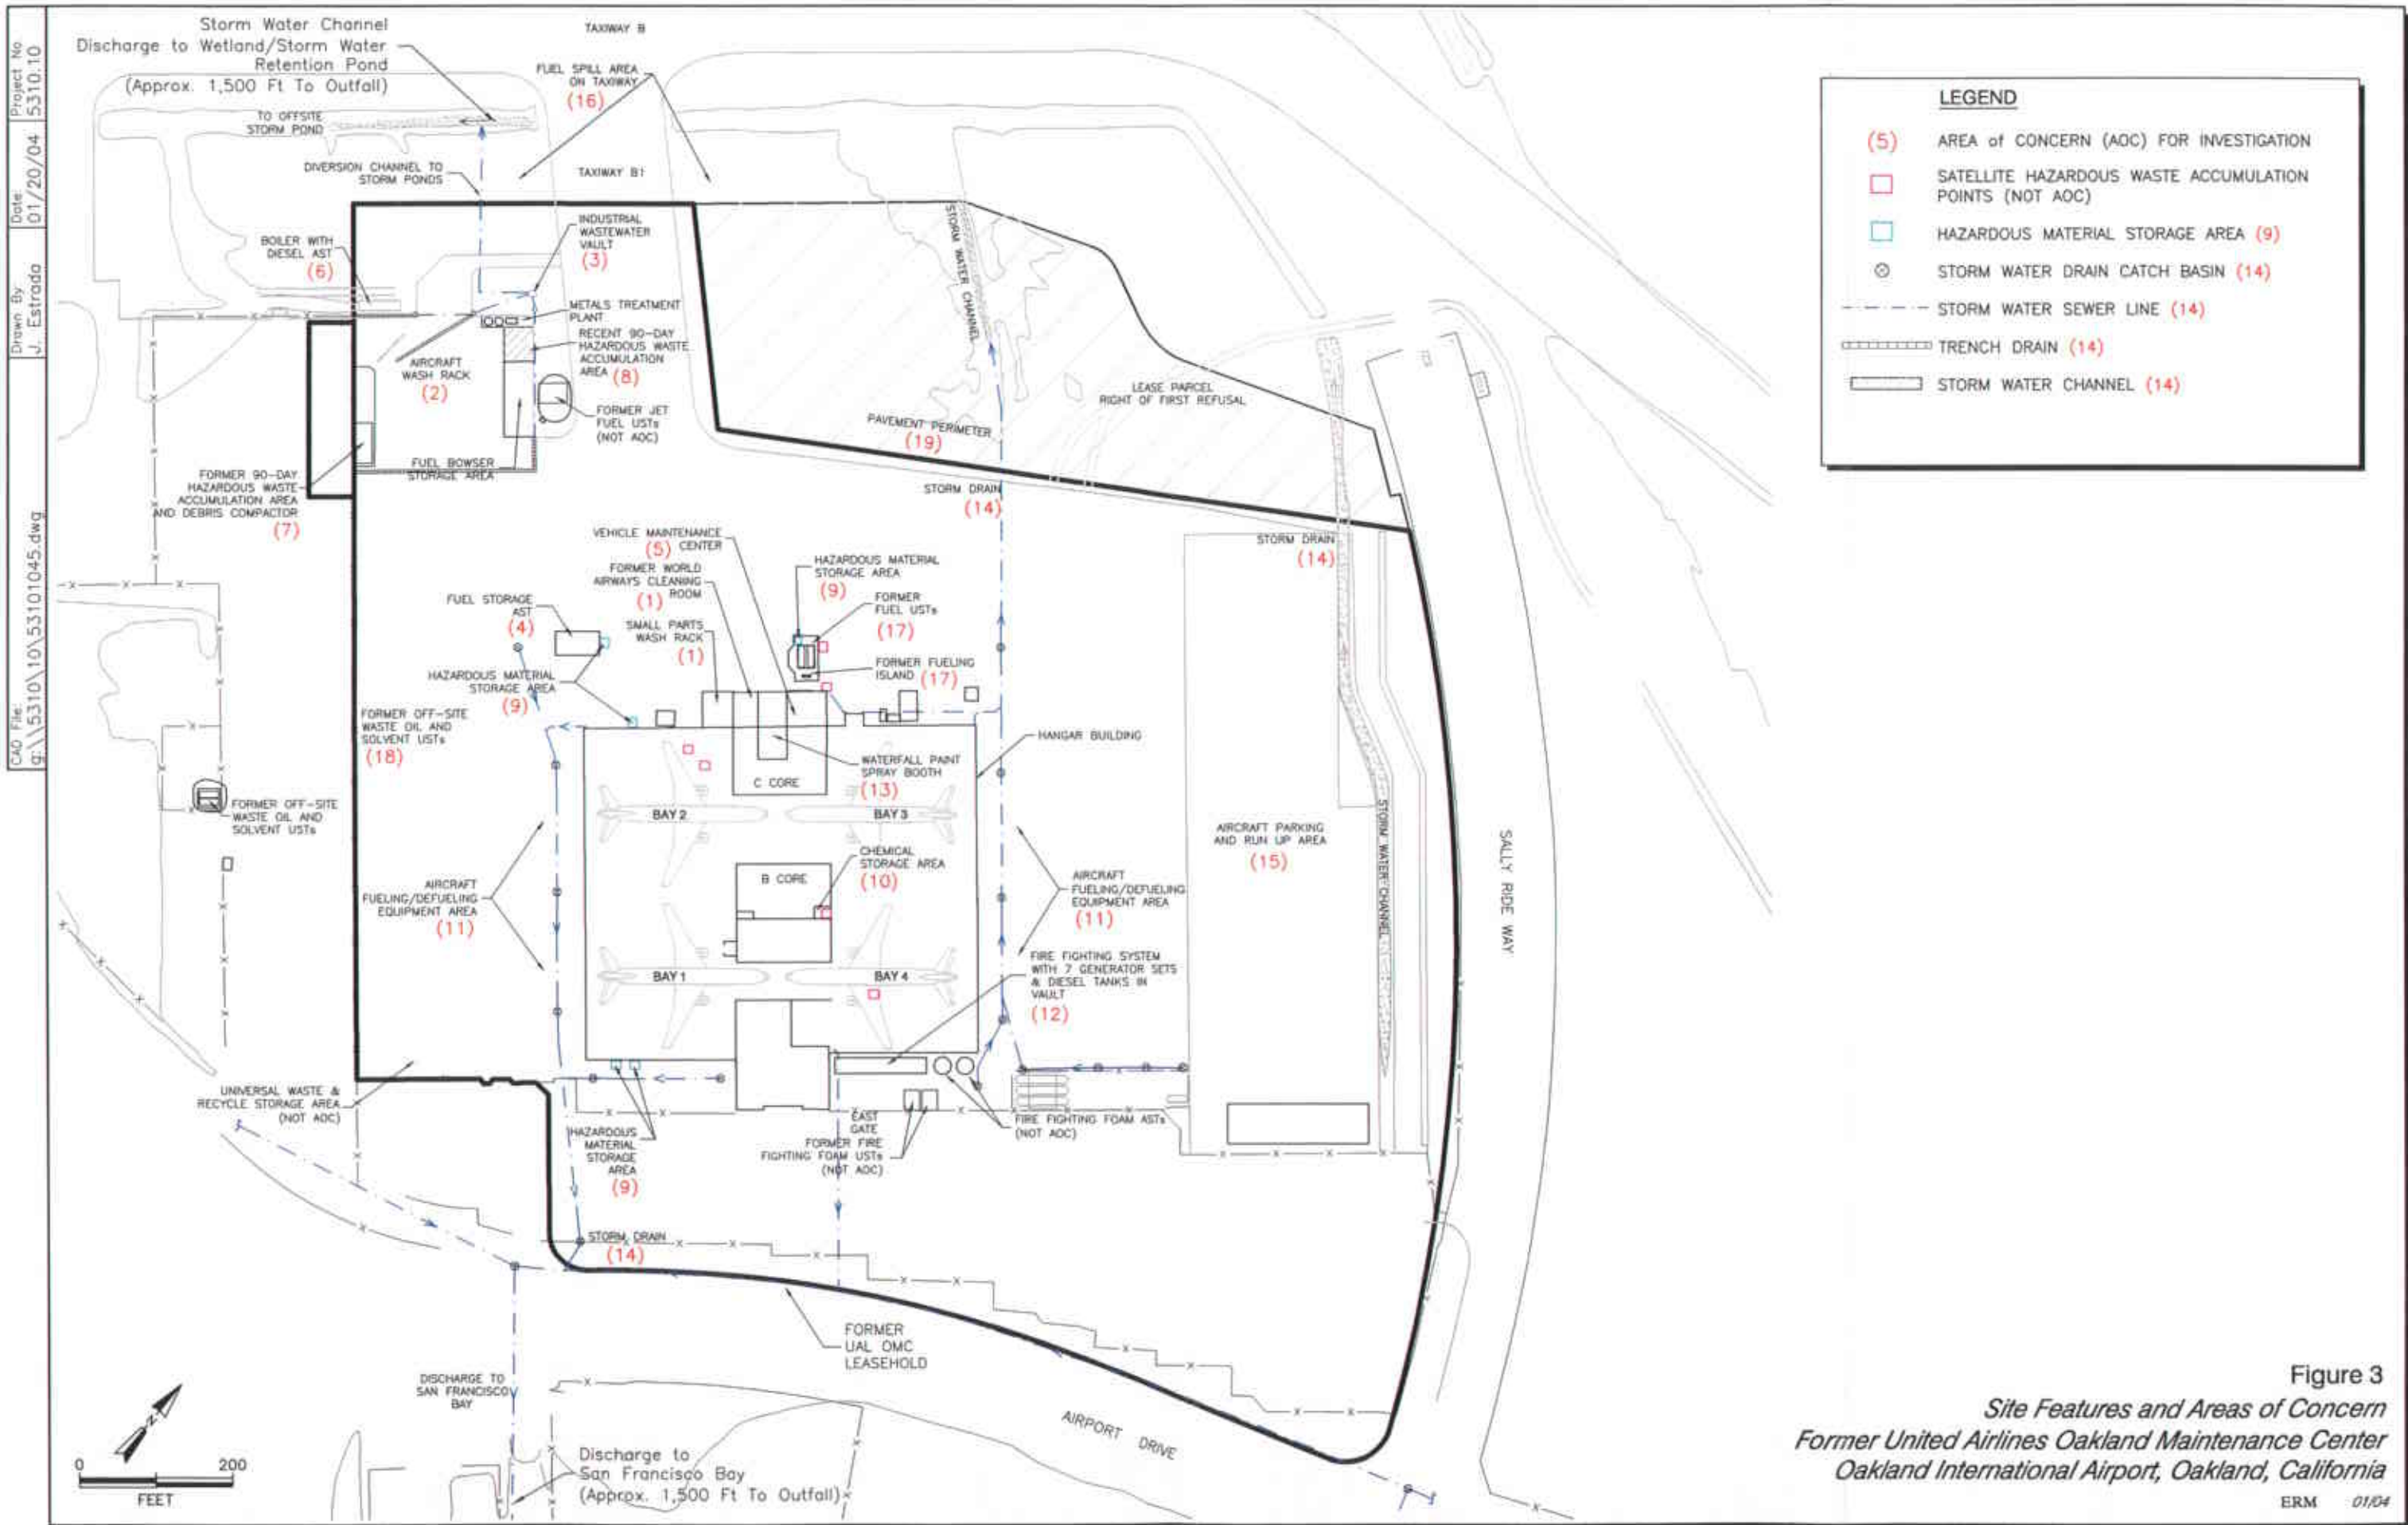 Project No
5310.10
Date:
01/20/04
Drawn By
J. Estrada
CAD File:
g:\\5310\10\53101045.dwg
Storm Water Channel
Discharge to Wetland/Storm Water
Retention Pond
(Approx. 1,500 Ft To Outfall)
TO OFFSITE
STORM POND
DIVERSION CHANNEL TO
STORM PONDS
TAXIWAY B
FUEL SPILL AREA
ON TAXIWAY
(16)
TAXIWAY B1
BOILER WITH
DIESEL AST
(6)
INDUSTRIAL
WASTEWATER
VAULT
(3)
METALS TREATMENT
PLANT
RECENT 90-DAY
HAZARDOUS WASTE
ACCUMULATION
AREA (8)
AIRCRAFT
WASH RACK
(2)
FORMER JET
FUEL USTs
(NOT AOC)
FUEL BOWSER
STORAGE AREA
FORMER 90-DAY
HAZARDOUS WASTE
ACCUMULATION AREA
AND DEBRIS COMPACTOR
(7)
STORM WATER CHANNEL
LEASE PARCEL
RIGHT OF FIRST REFUSAL
PAVEMENT PERIMETER
(19)
STORM DRAIN
(14)
STORM DRAIN
(14)
VEHICLE MAINTENANCE
(5) CENTER
FORMER WORLD
AIRWAYS CLEANING
(1) ROOM
SMALL PARTS
WASH RACK
(1)
HAZARDOUS MATERIAL
STORAGE AREA
(9)
FORMER
FUEL USTs
(17)
FORMER FUELING
ISLAND (17)
FUEL STORAGE
AST
(4)
HAZARDOUS MATERIAL
STORAGE AREA
(9)
FORMER OFF-SITE
WASTE OIL AND
SOLVENT USTs
(18)
FORMER OFF-SITE
WASTE OIL AND
SOLVENT USTs
HANGAR BUILDING
WATERFALL PAINT
SPRAY BOOTH
(13)
C CORE
BAY 2
BAY 3
CHEMICAL
STORAGE AREA
(10)
B CORE
BAY 1
BAY 4
AIRCRAFT
FUELING/DEFUELING
EQUIPMENT AREA
(11)
AIRCRAFT
FUELING/DEFUELING
EQUIPMENT AREA
(11)
FIRE FIGHTING SYSTEM
WITH 7 GENERATOR SETS
& DIESEL TANKS IN
VAULT
(12)
AIRCRAFT PARKING
AND RUN UP AREA
(15)
STORM WATER CHANNEL
SALLY RIDE WAY
UNIVERSAL WASTE &
RECYCLE STORAGE AREA
(NOT AOC)
HAZARDOUS
MATERIAL
STORAGE
AREA
(9)
EAST
GATE
FORMER FIRE
FIGHTING FOAM USTs
(NOT AOC)
FIRE FIGHTING FOAM ASTs
(NOT AOC)
STORM DRAIN
(14)
FORMER
UAL OMC
LEASEHOLD
DISCHARGE TO
SAN FRANCISCO
BAY
Discharge to
San Francisco Bay
(Approx. 1,500 Ft To Outfall)
AIRPORT DRIVE
N
0 200
FEET
LEGEND
(5) AREA of CONCERN (AOC) FOR INVESTIGATION
SATELLITE HAZARDOUS WASTE ACCUMULATION
POINTS (NOT AOC)
HAZARDOUS MATERIAL STORAGE AREA (9)
STORM WATER DRAIN CATCH BASIN (14)
STORM WATER SEWER LINE (14)
TRENCH DRAIN (14)
STORM WATER CHANNEL (14)
Figure 3
Site Features and Areas of Concern
Former United Airlines Oakland Maintenance Center
Oakland International Airport, Oakland, California
ERM 01/04